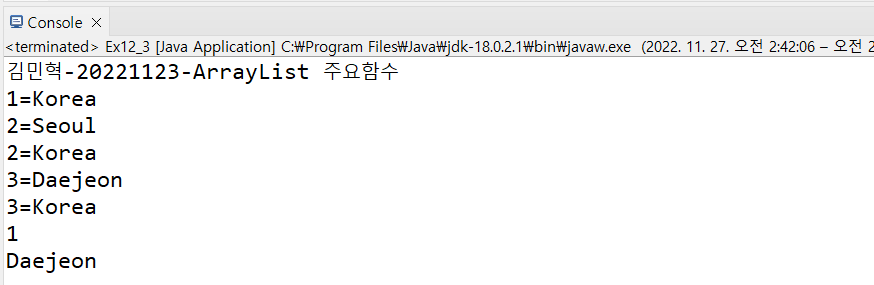 Console
<terminated> Ex12_3 [Java Application] C:₩Program Files₩Java₩jdk-18.0.2.1₩bin₩javaw.exe (2022. 11. 27. 오전 2:42:06 – 오전 2
김민혁-20221123-ArrayList 주요함수
1=Korea
2=Seoul
2=Korea
3=Daejeon
3=Korea
1
Daejeon